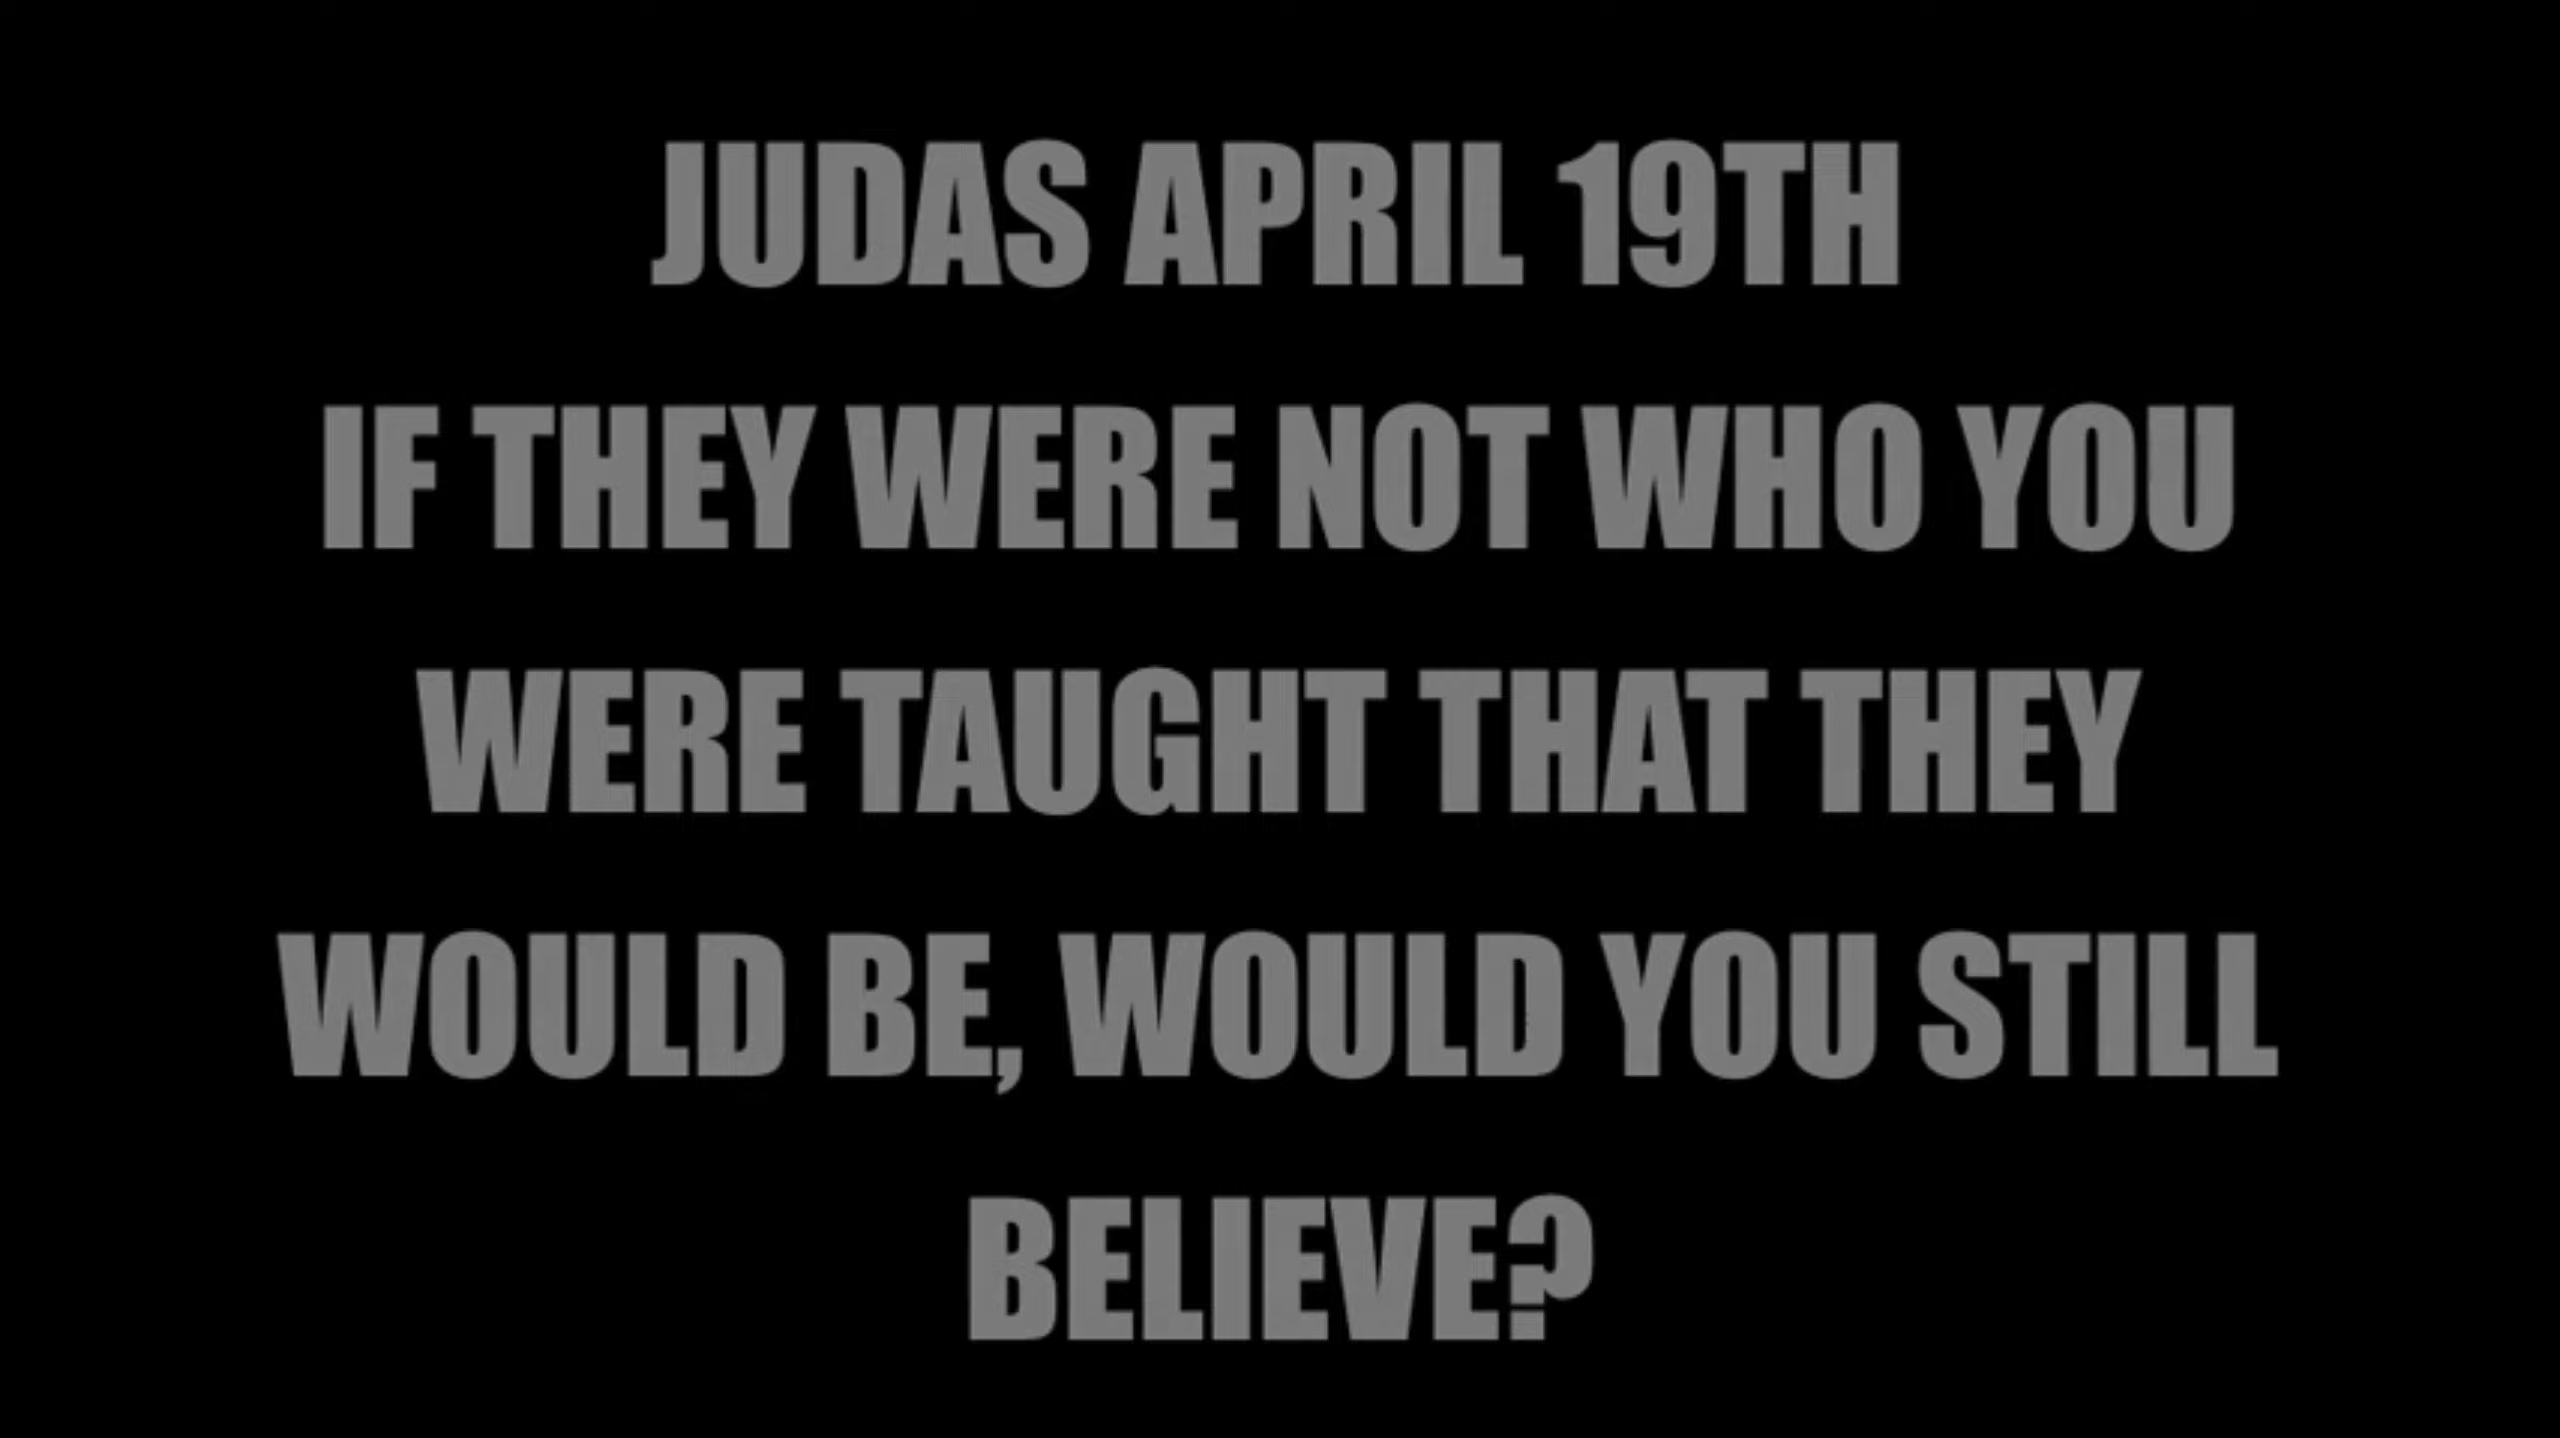 JUDAS APRIL 19TH
IF THEY WERE NOT WHO YOU
WERE TAUGHT THAT THEY
WOULD BE, WOULD YOU STILL
BELIEVE?